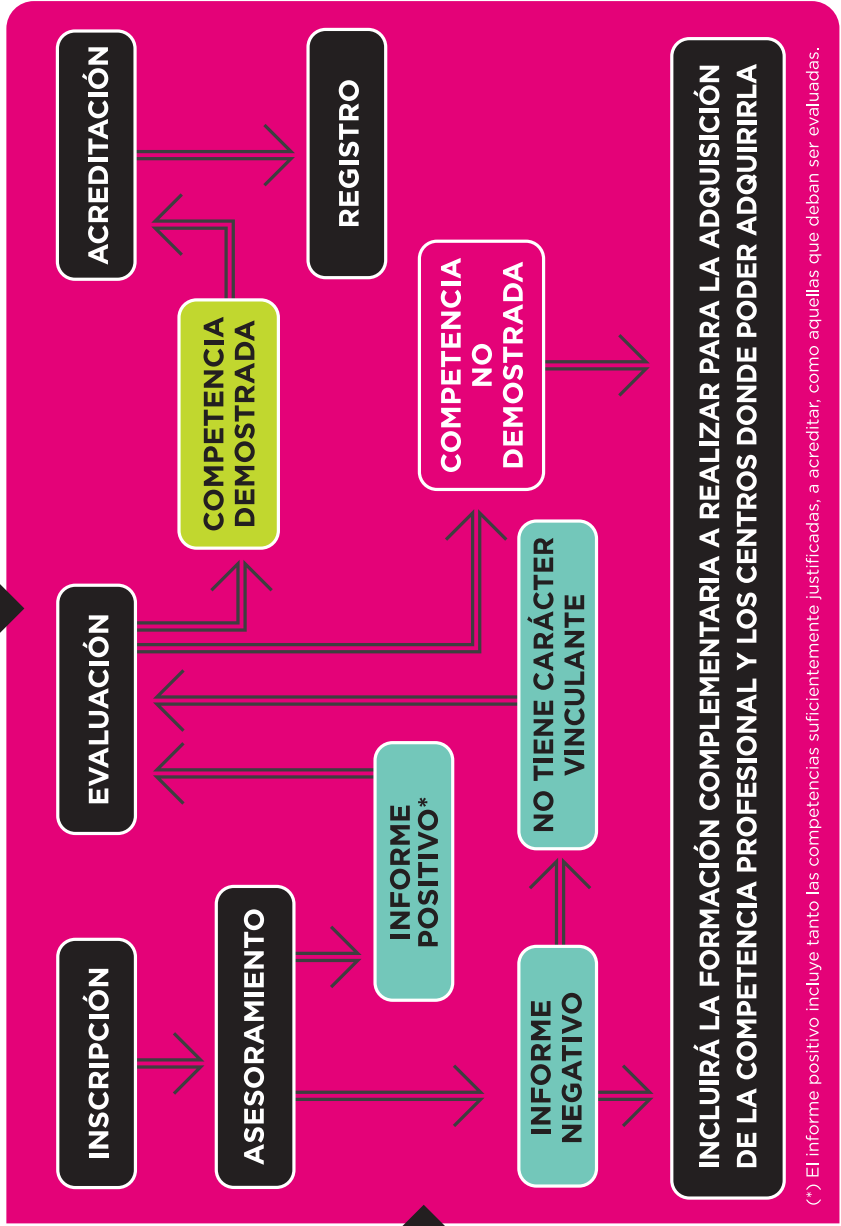 INSCRIPCIÓN
ASESORAMIENTO
INFORME
POSITIVO*
INFORME
NEGATIVO
NO TIENE CARÁCTER
VINCULANTE
EVALUACIÓN
COMPETENCIA
DEMOSTRADA
COMPETENCIA
NO
DEMOSTRADA
ACREDITACIÓN
REGISTRO
INCLUIRÁ LA FORMACIÓN COMPLEMENTARIA A REALIZAR PARA LA ADQUISICIÓN
DE LA COMPETENCIA PROFESIONAL Y LOS CENTROS DONDE PODER ADQUIRIRLA
(*) El informe positivo incluye tanto las competencias suficientemente justificadas, a acreditar, como aquellas que deban ser evaluadas.